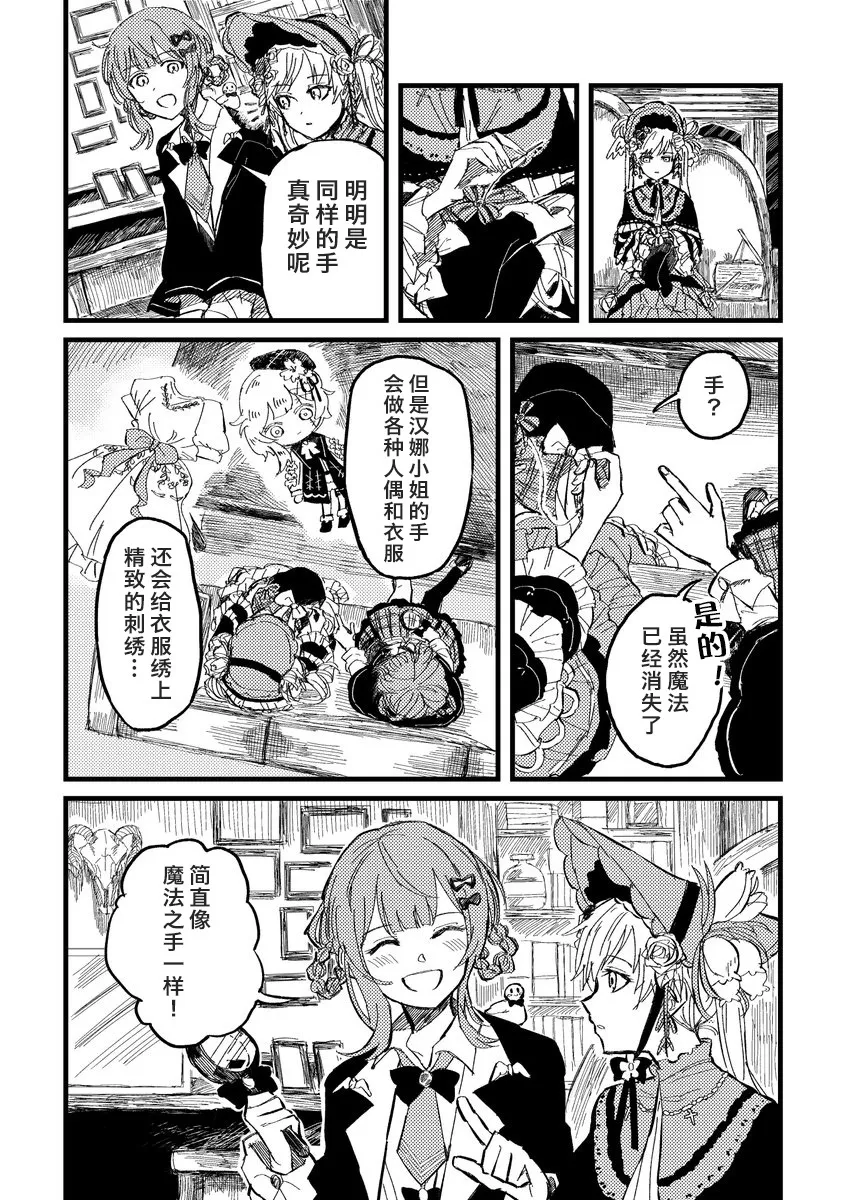 明明是
同样的手
真奇妙呢
手？
是的！
虽然魔法
已经消失了
但是汉娜小姐的手
会做各种人偶和衣服
还会给衣服绣上
精致的刺绣…
简直像
魔法之手一样！